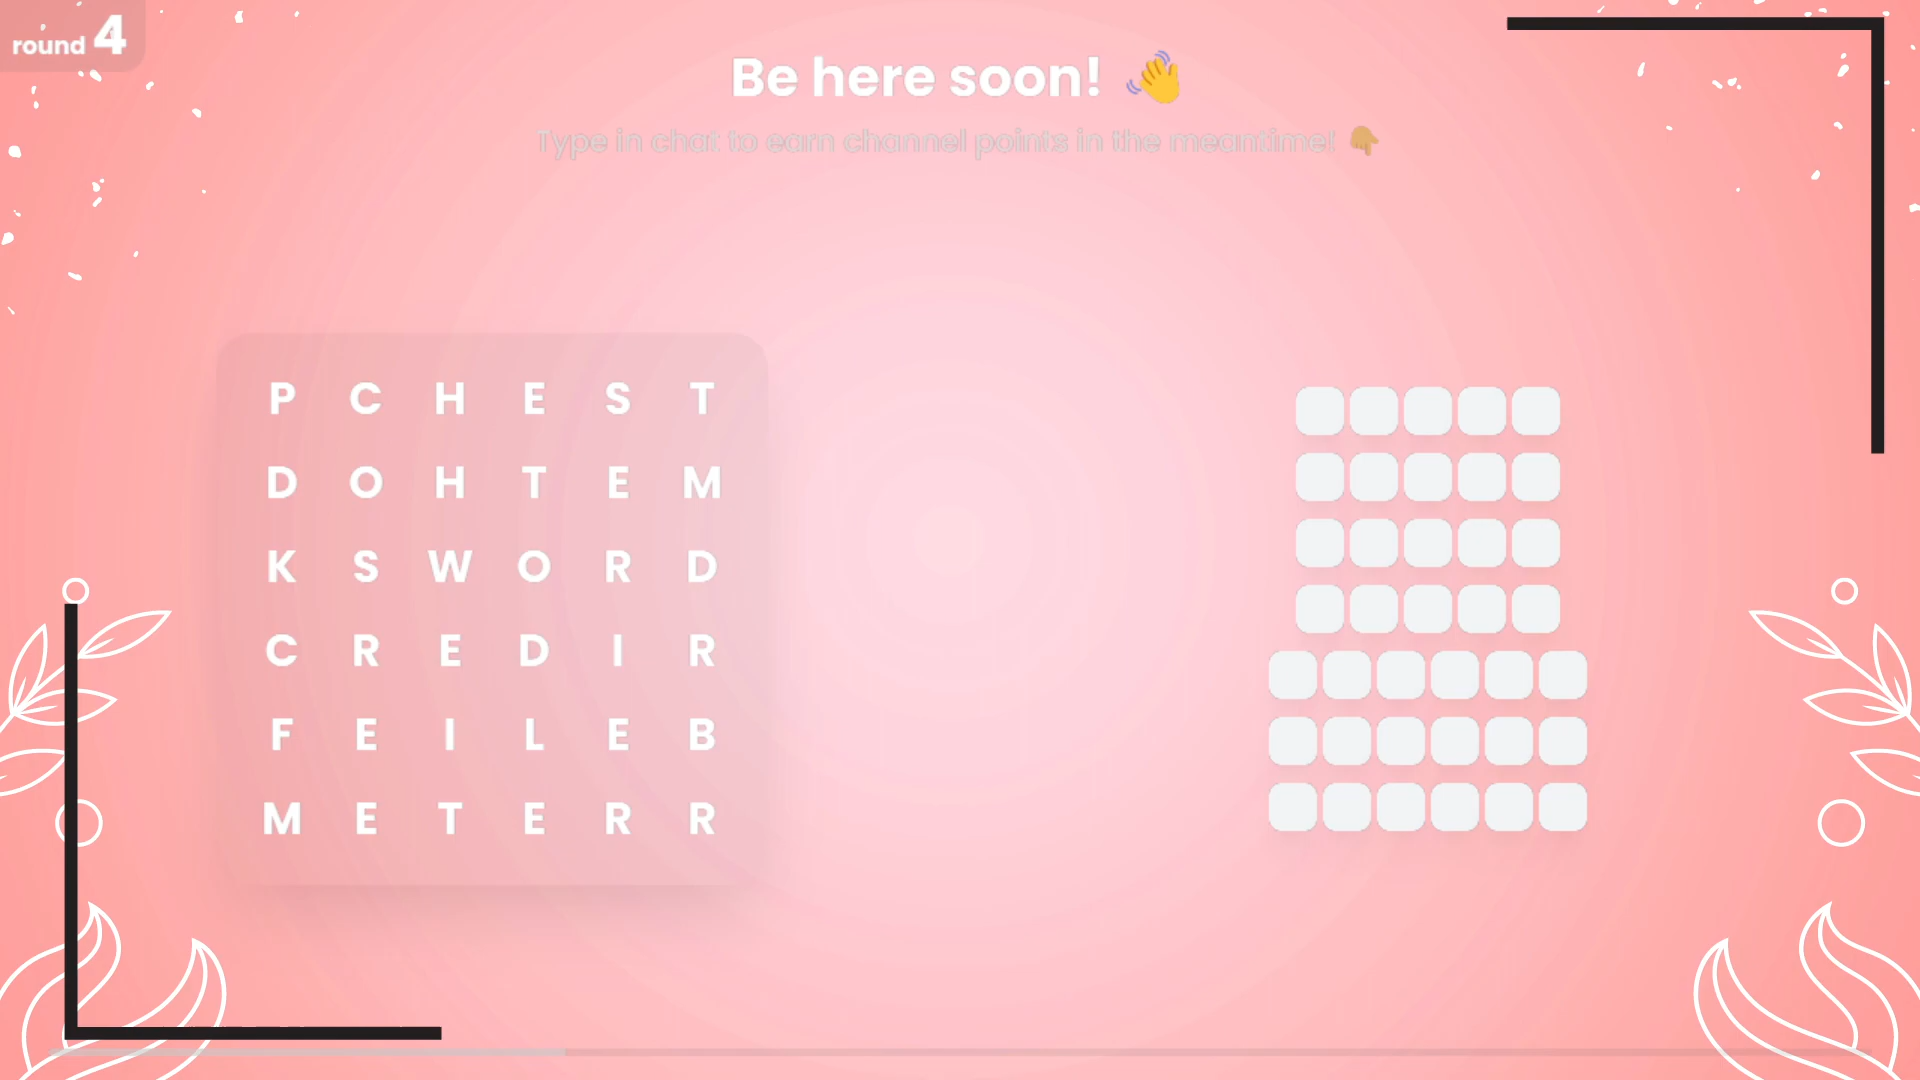 round 4
Be here soon! 👋
Type in chat to earn channel points in the meantime! 👇
P C H E S T
D O H T E M
K S W O R D
C R E D I R
F E I L E B
M E T E R R